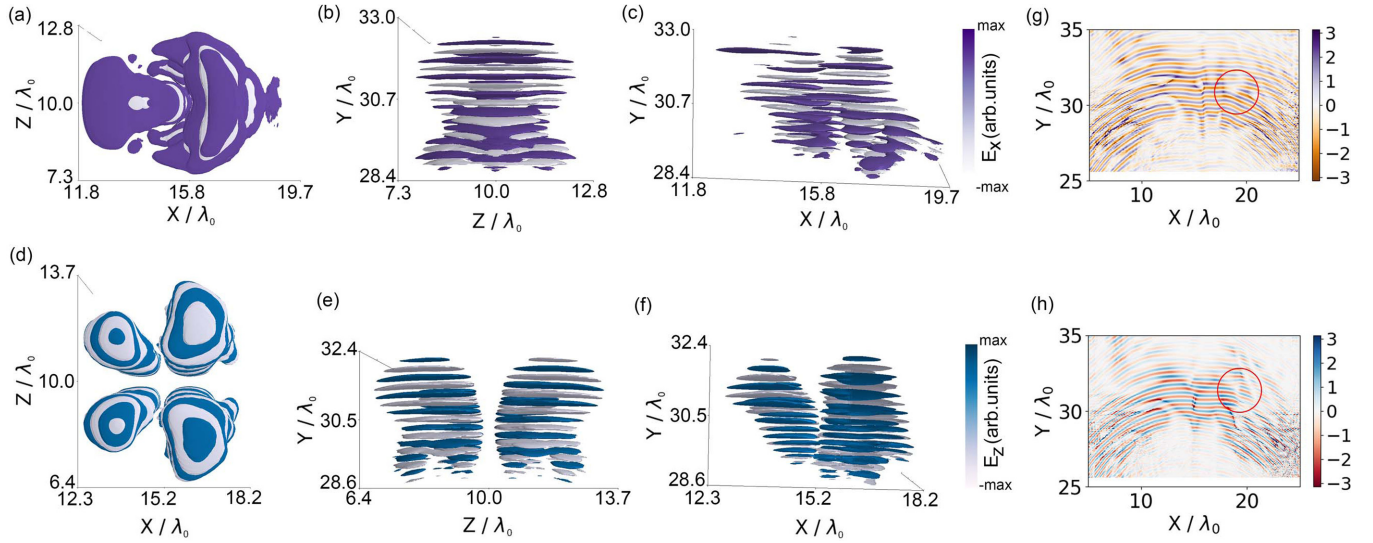 (a)
12.8
10.0
7.3
Z / λ₀
11.8
15.8
19.7
X / λ₀
(b)
33.0
30.7
28.4
Y / λ₀
7.3
10.0
12.8
Z / λ₀
(c)
33.0
30.7
28.4
Y / λ₀
11.8
15.8
19.7
X / λ₀
max
Ex(arb.units)
-max
(g)
35
30
25
Y / λ₀
10
20
X / λ₀
3
2
1
0
−1
−2
−3
(d)
13.7
10.0
6.4
Z / λ₀
12.3
15.2
18.2
X / λ₀
(e)
32.4
30.5
28.6
Y / λ₀
6.4
10.0
13.7
Z / λ₀
(f)
32.4
30.5
28.6
Y / λ₀
12.3
15.2
18.2
X / λ₀
max
Ez(arb.units)
-max
(h)
35
30
25
Y / λ₀
10
20
X / λ₀
3
2
1
0
−1
−2
−3